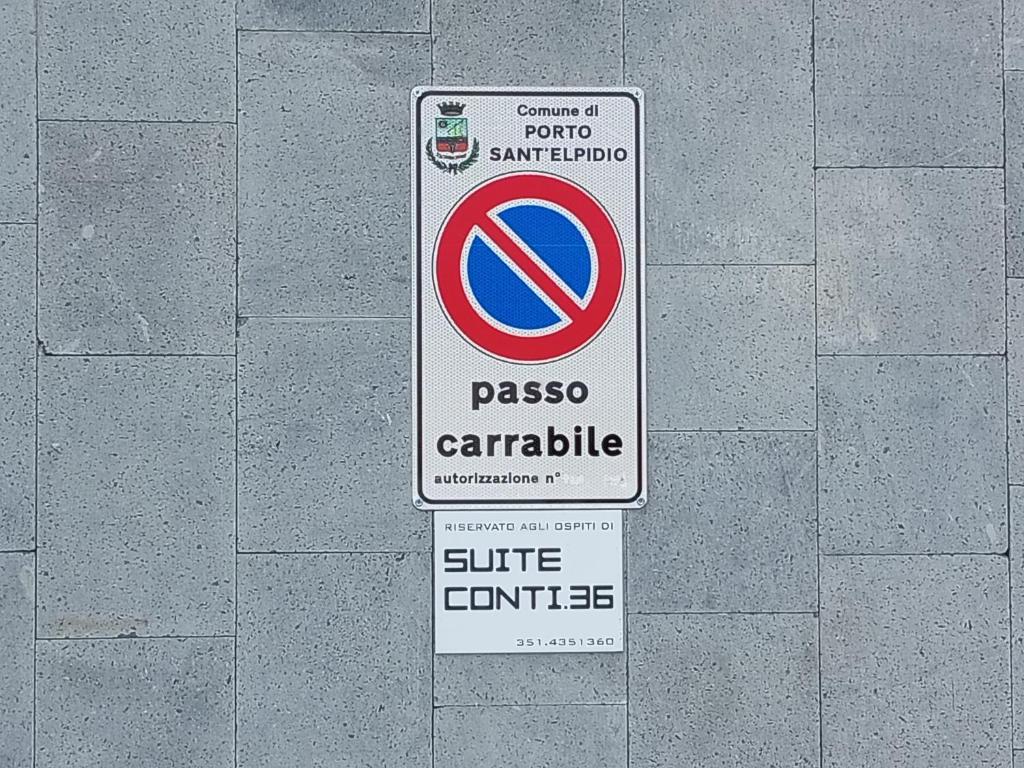 Comune di
PORTO
SANT'ELPIDIO
passo
carrabile
autorizzazione n°
RISERVATO AGLI OSPITI DI
SUITE
CONTI.36
351.4351360